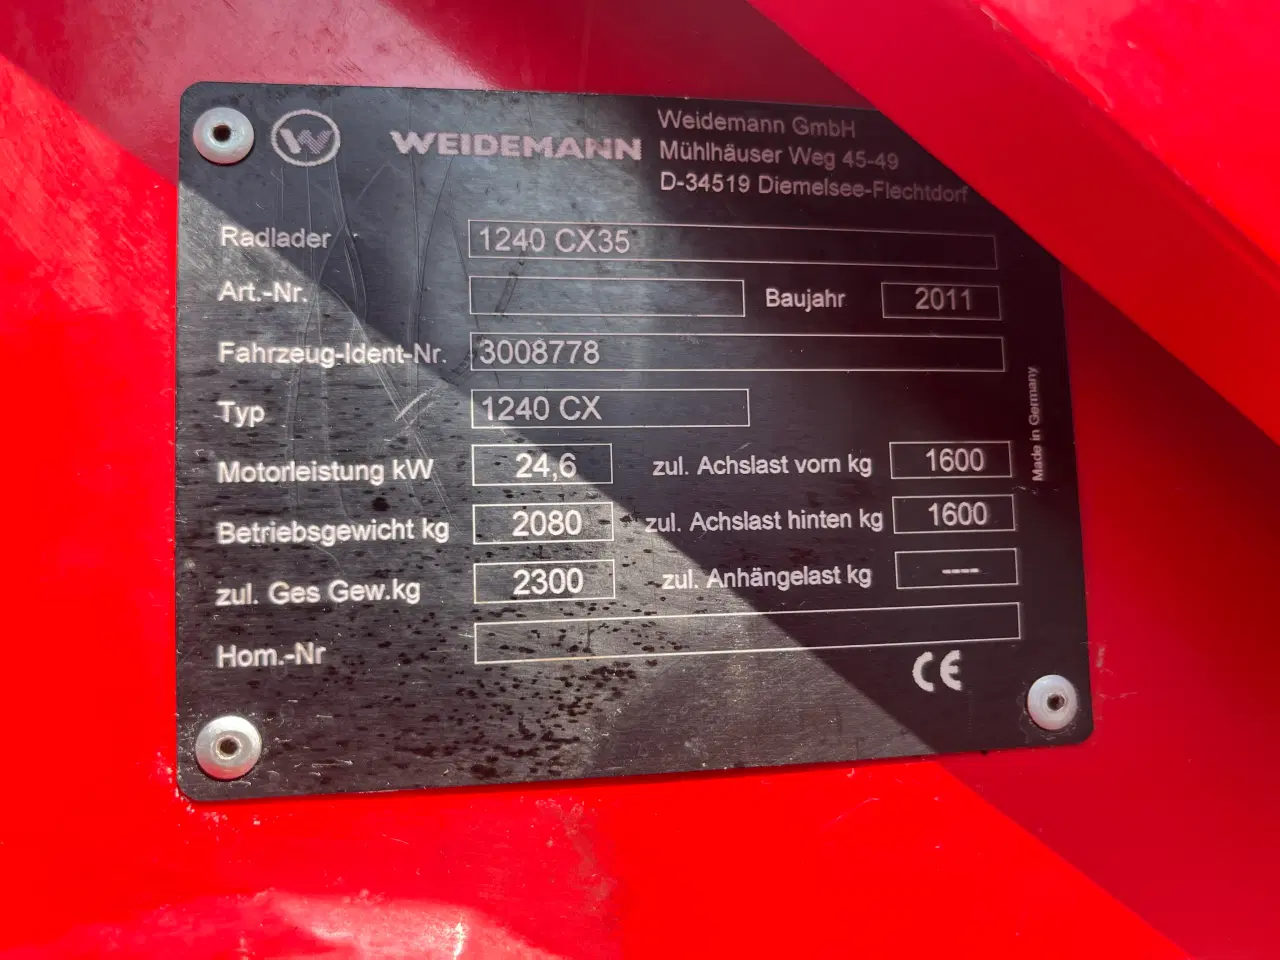 W WEIDEMANN
Weidemann GmbH
Mühlhäuser Weg 45-49
D-34519 Diemelsee-Flechtdorf
Radlader 1240 CX35
Art.-Nr. Baujahr 2011
Fahrzeug-Ident-Nr. 3008778
Typ 1240 CX
Motorleistung kW 24,6 zul. Achslast vorn kg 1600
Betriebsgewicht kg 2080 zul. Achslast hinten kg 1600
zul. Ges Gew.kg 2300 zul. Anhängelast kg ----
Hom.-Nr
CE
Made in Germany